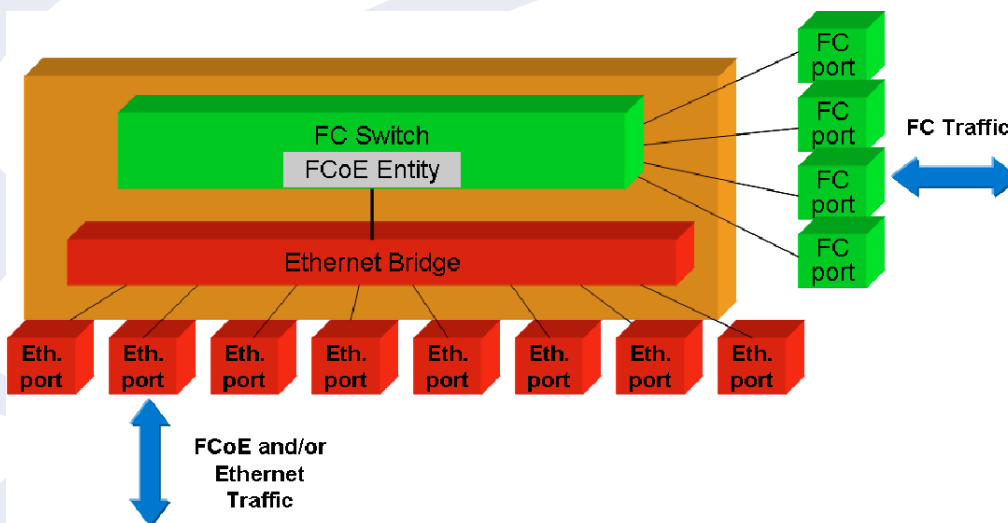 FC
port
FC Switch
FC
port
FC Traffic
FCoE Entity
FC
port
Ethernet Bridge
FC
port
Eth.
port
Eth.
port
Eth.
port
Eth.
port
Eth.
port
Eth.
port
Eth.
port
Eth.
port
FCoE and/or
Ethernet
Traffic